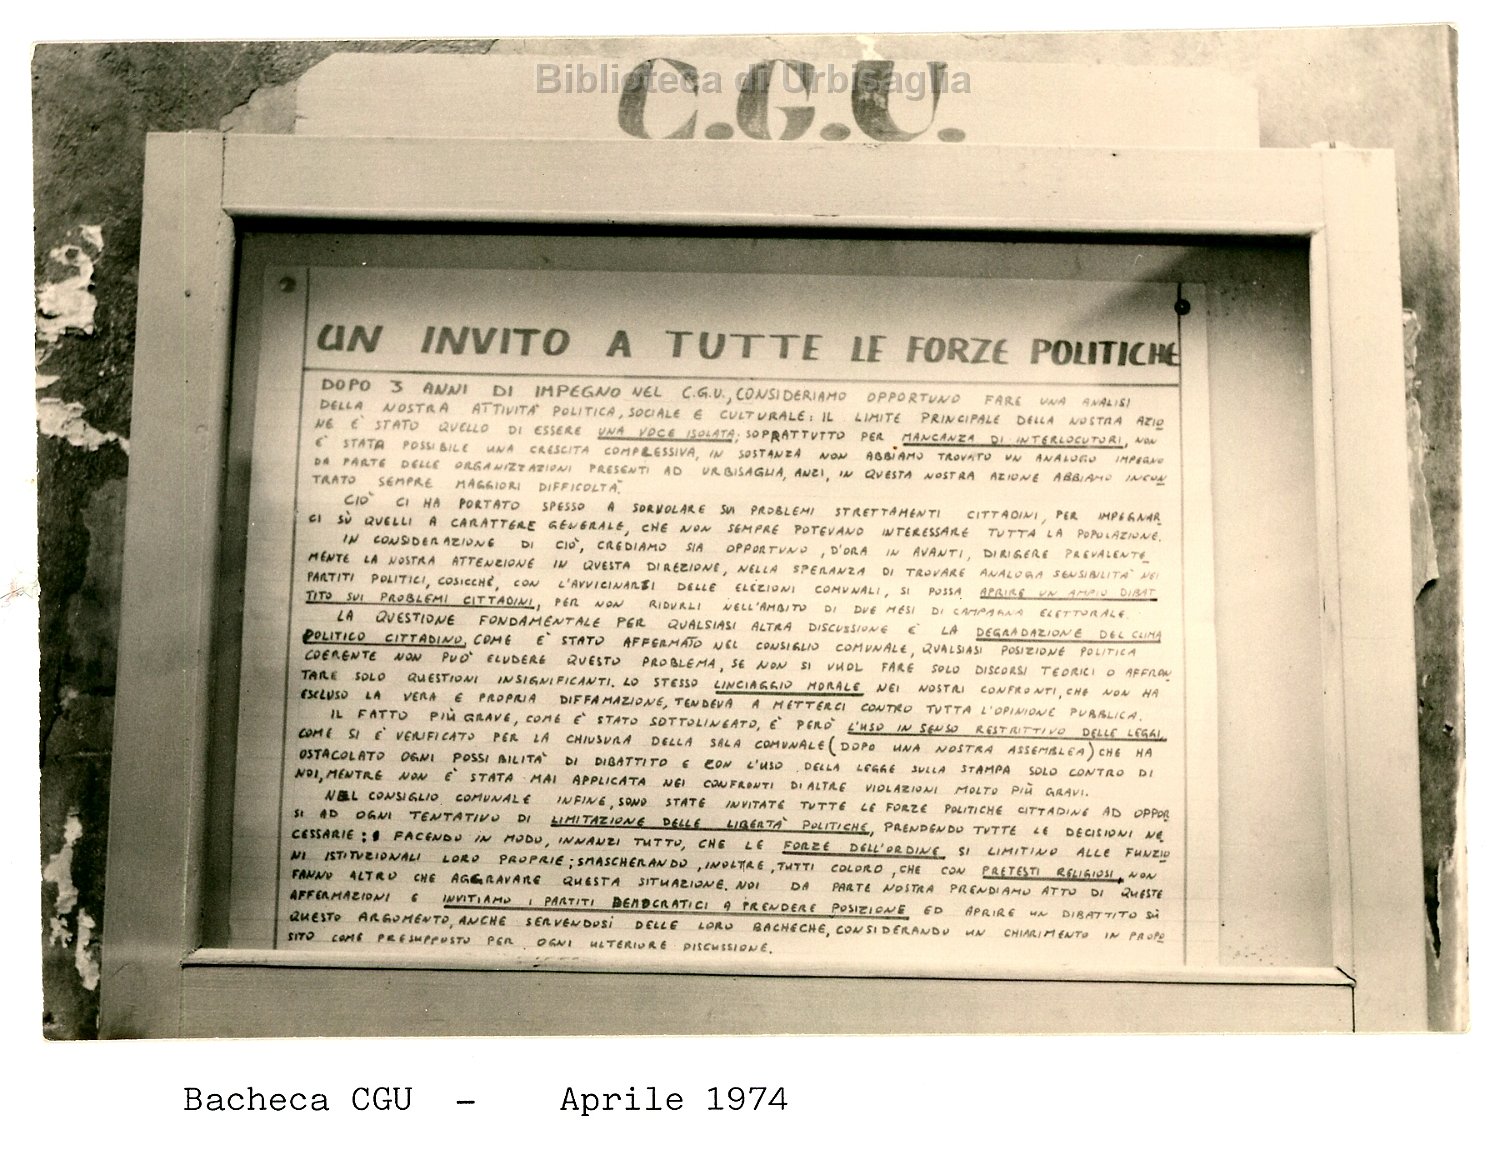 Biblioteca di Urbisaglia
C.G.U.
UN INVITO A TUTTE LE FORZE POLITICHE
DOPO 3 ANNI DI IMPEGNO NEL C.G.U., CONSIDERIAMO OPPORTUNO FARE UNA ANALISI
DELLA NOSTRA ATTIVITA' POLITICA, SOCIALE E CULTURALE: IL LIMITE PRINCIPALE DELLA NOSTRA AZIO
NE E' STATO QUELLO DI ESSERE UNA VOCE ISOLATA; SOPRATTUTTO PER MANCANZA DI INTERLOCUTORI, NON
E' STATA POSSIBILE UNA CRESCITA COMPLESSIVA, IN SOSTANZA NON ABBIAMO TROVATO UN ANALOGO IMPEGNO
DA PARTE DELLE ORGANIZZAZIONI PRESENTI AD URBISAGLIA, ANZI, IN QUESTA NOSTRA AZIONE ABBIAMO INCON
TRATO SEMPRE MAGGIORI DIFFICOLTA'.
CIO' CI HA PORTATO SPESSO A SORVOLARE SUI PROBLEMI STRETTAMENTI CITTADINI, PER IMPEGNAR
CI SU QUELLI A CARATTERE GENERALE, CHE NON SEMPRE POTEVANO INTERESSARE TUTTA LA POPOLAZIONE.
IN CONSIDERAZIONE DI CIO', CREDIAMO SIA OPPORTUNO, D'ORA IN AVANTI, DIRIGERE PREVALENTE
MENTE LA NOSTRA ATTENZIONE IN QUESTA DIREZIONE, NELLA SPERANZA DI TROVARE ANALOGA SENSIBILITA' NEI
PARTITI POLITICI, COSICCHÈ, CON L'AVVICINARSI DELLE ELEZIONI COMUNALI, SI POSSA APRIRE UN AMPIO DIBAT
TITO SUI PROBLEMI CITTADINI, PER NON RIDURLI NELL'AMBITO DI DUE MESI DI CAMPAGNA ELETTORALE.
LA QUESTIONE FONDAMENTALE PER QUALSIASI ALTRA DISCUSSIONE E' LA DEGRADAZIONE DEL CLIMA
POLITICO CITTADINO, COME E' STATO AFFERMATO NEL CONSIGLIO COMUNALE, QUALSIASI POSIZIONE POLITICA
COERENTE NON PUO' ELUDERE QUESTO PROBLEMA, SE NON SI VUOL FARE SOLO DISCORSI TEORICI O AFFRON
TARE SOLO QUESTIONI INSIGNIFICANTI. LO STESSO LINCIAGGIO MORALE NEI NOSTRI CONFRONTI, CHE NON HA
ESCLUSO LA VERA E PROPRIA DIFFAMAZIONE, TENDEVA A METTERCI CONTRO TUTTA L'OPINIONE PUBBLICA.
IL FATTO PIÙ GRAVE, COME E' STATO SOTTOLINEATO, E' PERO' L'USO IN SENSO RESTRITTIVO DELLE LEGGI,
COME SI E' VERIFICATO PER LA CHIUSURA DELLA SALA COMUNALE (DOPO UNA NOSTRA ASSEMBLEA) CHE HA
OSTACOLATO OGNI POSSIBILITA' DI DIBATTITO E CON L'USO DELLA LEGGE SULLA STAMPA SOLO CONTRO DI
NOI, MENTRE NON E' STATA MAI APPLICATA NEI CONFRONTI DI ALTRE VIOLAZIONI MOLTO PIÙ GRAVI.
NEL CONSIGLIO COMUNALE INFINE, SONO STATE INVITATE TUTTE LE FORZE POLITICHE CITTADINE AD OPPOR
SI AD OGNI TENTATIVO DI LIMITAZIONE DELLE LIBERTA' POLITICHE, PRENDENDO TUTTE LE DECISIONI NE
CESSARIE: FACENDO IN MODO, INNANZI TUTTO, CHE LE FORZE DELL'ORDINE SI LIMITINO ALLE FUNZIO
NI ISTITUZIONALI LORO PROPRIE; SMASCHERANDO, INOLTRE, TUTTI COLORO, CHE CON PRETESTI RELIGIOSI, NON
FANNO ALTRO CHE AGGRAVARE QUESTA SITUAZIONE. NOI DA PARTE NOSTRA PRENDIAMO ATTO DI QUESTE
AFFERMAZIONI E INVITIAMO I PARTITI DEMOCRATICI A PRENDERE POSIZIONE ED APRIRE UN DIBATTITO SU
QUESTO ARGOMENTO, ANCHE SERVENDOSI DELLE LORO BACHECHE, CONSIDERANDO UN CHIARIMENTO IN PROPO
SITO COME PRESUPPOSTO PER OGNI ULTERIORE DISCUSSIONE.
Bacheca CGU - Aprile 1974